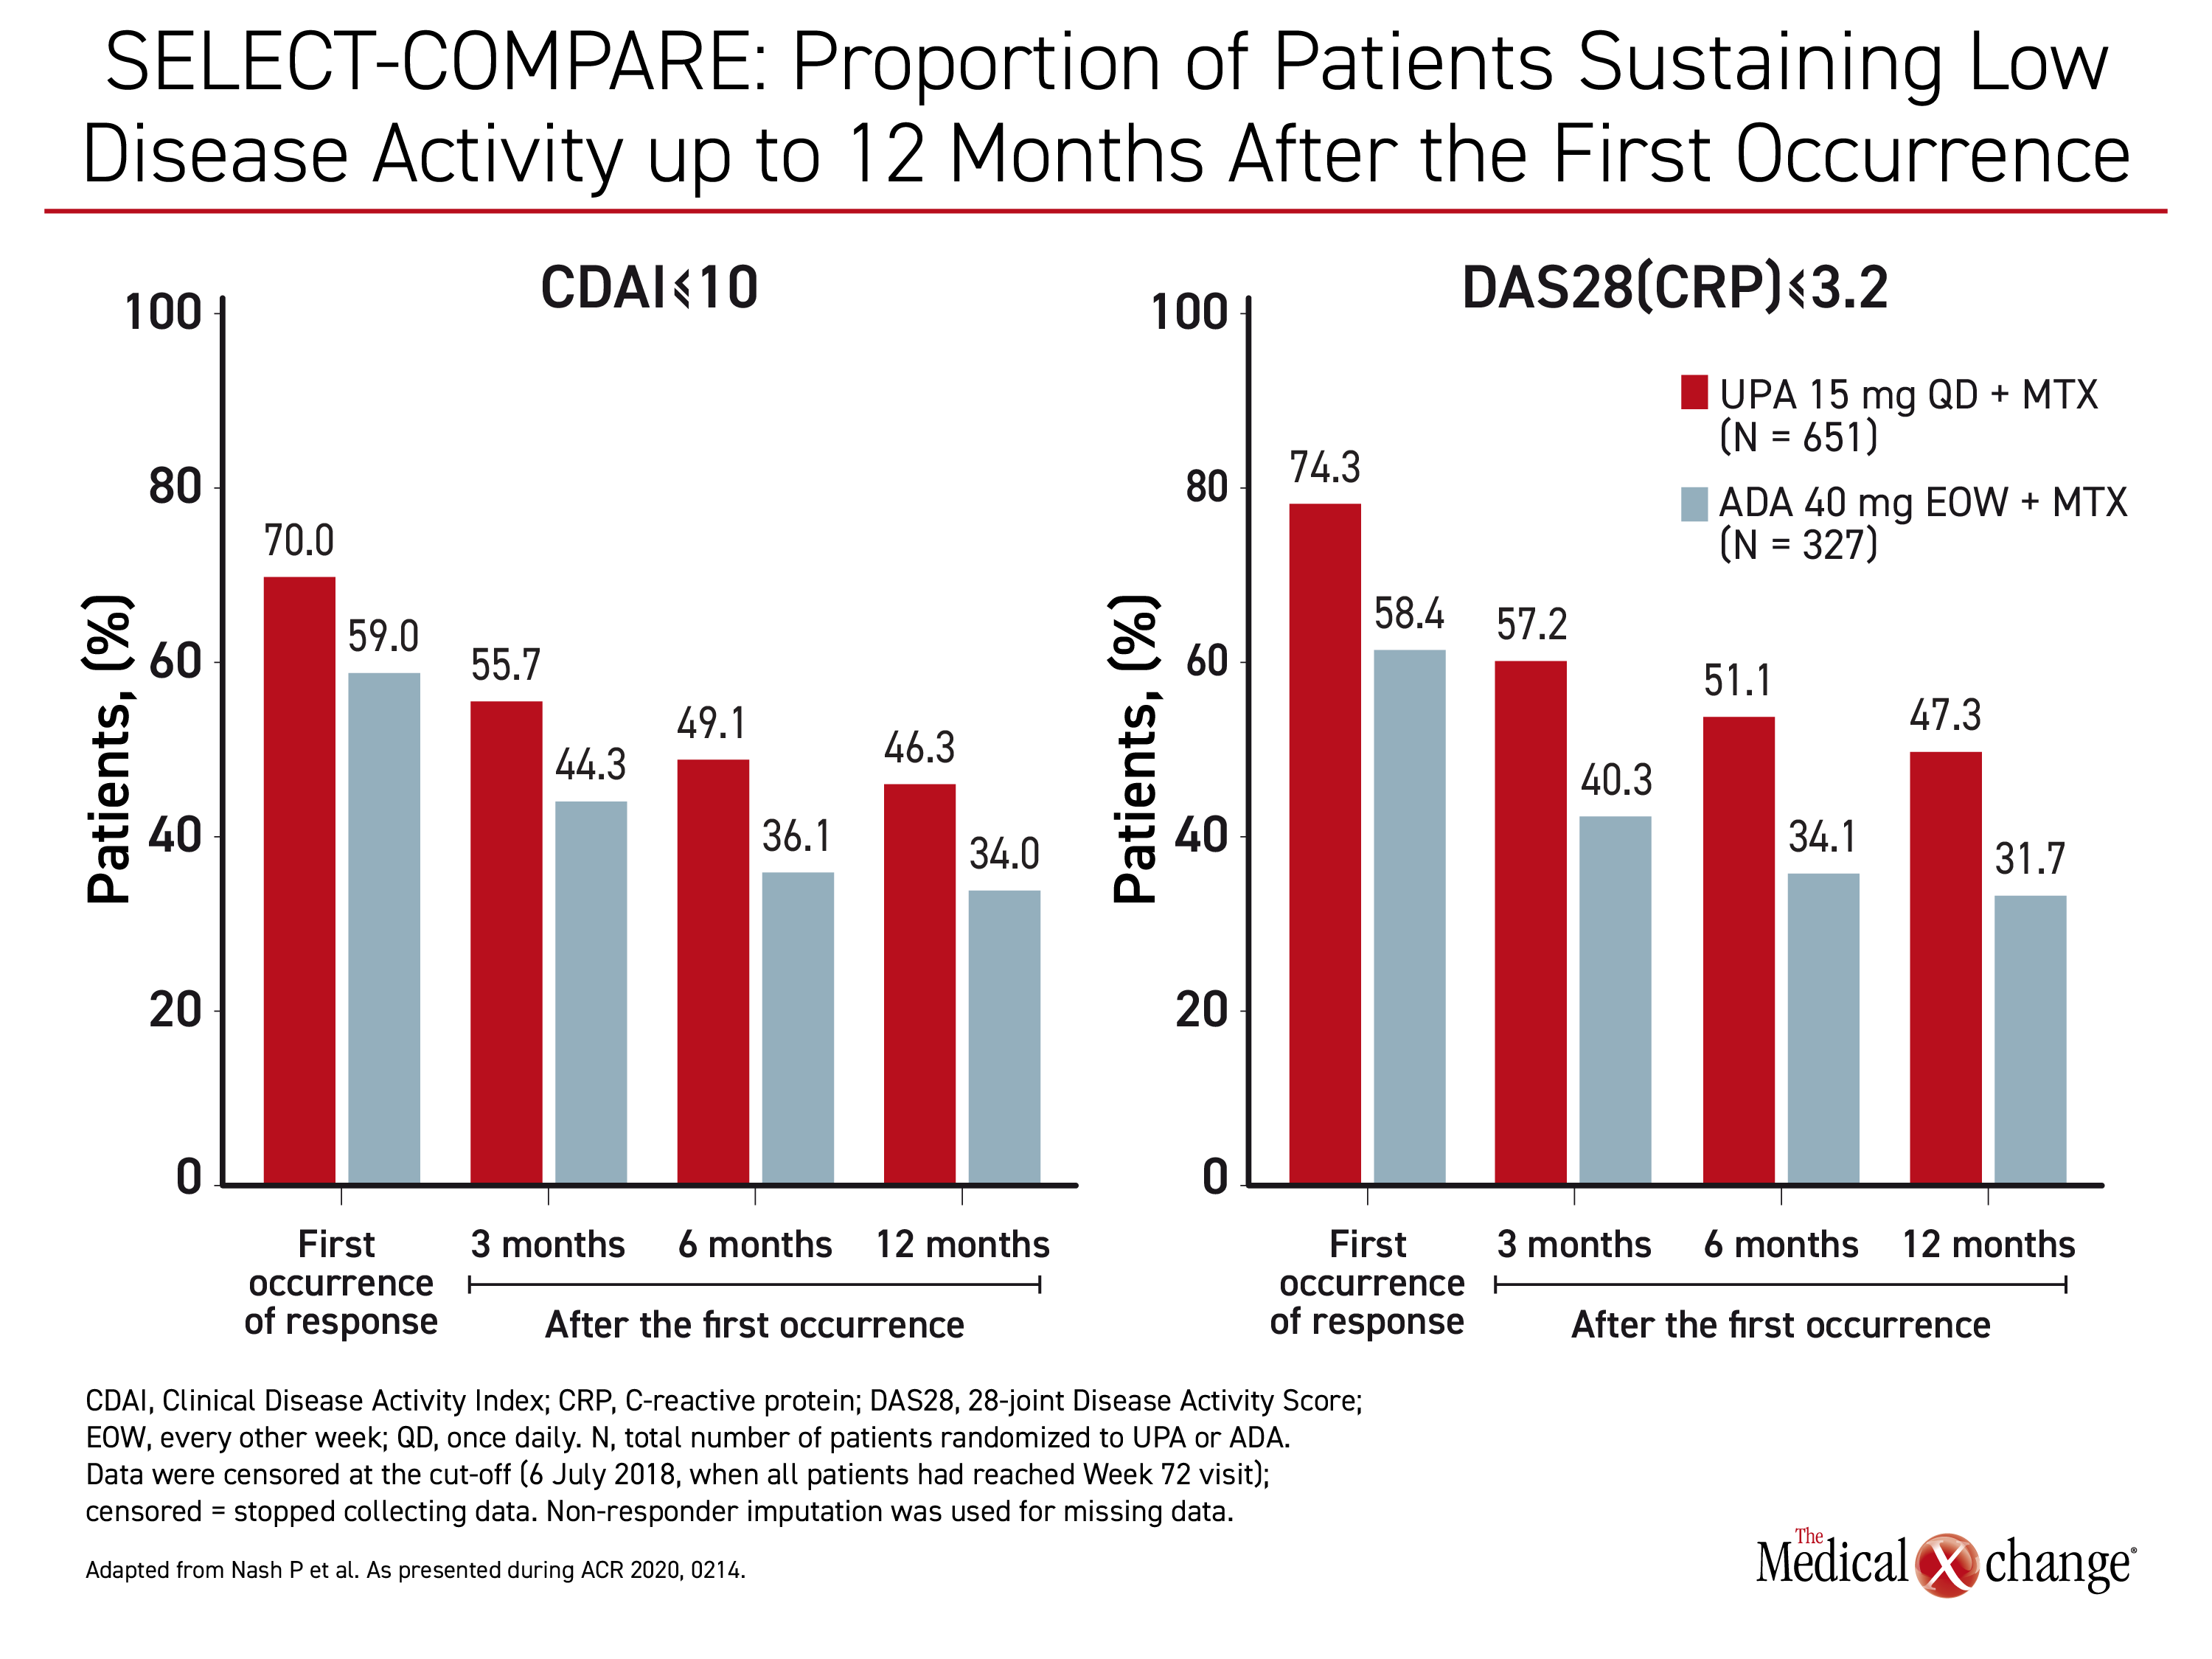 SELECT-COMPARE: Proportion of Patients Sustaining Low
Disease Activity up to 12 Months After the First Occurrence
CDAI⩽10
100
80
60
40
20
0
Patients, (%)
70.0
59.0
55.7
44.3
49.1
36.1
46.3
34.0
First
occurrence
of response
3 months
6 months
12 months
After the first occurrence
DAS28(CRP)⩽3.2
100
80
60
40
20
0
Patients, (%)
UPA 15 mg QD + MTX
(N = 651)
ADA 40 mg EOW + MTX
(N = 327)
74.3
58.4
57.2
40.3
51.1
34.1
47.3
31.7
First
occurrence
of response
3 months
6 months
12 months
After the first occurrence
CDAI, Clinical Disease Activity Index; CRP, C-reactive protein; DAS28, 28-joint Disease Activity Score;
EOW, every other week; QD, once daily. N, total number of patients randomized to UPA or ADA.
Data were censored at the cut-off (6 July 2018, when all patients had reached Week 72 visit);
censored = stopped collecting data. Non-responder imputation was used for missing data.
Adapted from Nash P et al. As presented during ACR 2020, 0214.
The
Medical X change®